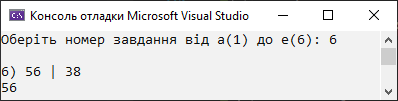 Консоль отладки Microsoft Visual Studio
Оберіть номер завдання від а(1) до е(6): 6
6) 56 | 38
56